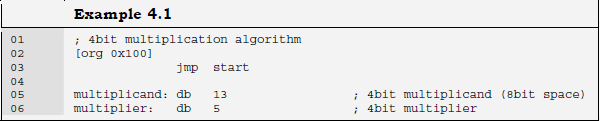 Example 4.1
01 ; 4bit multiplication algorithm
02 [org 0x100]
03 jmp start
04
05 multiplicand: db 13 ; 4bit multiplicand (8bit space)
06 multiplier: db 5 ; 4bit multiplier